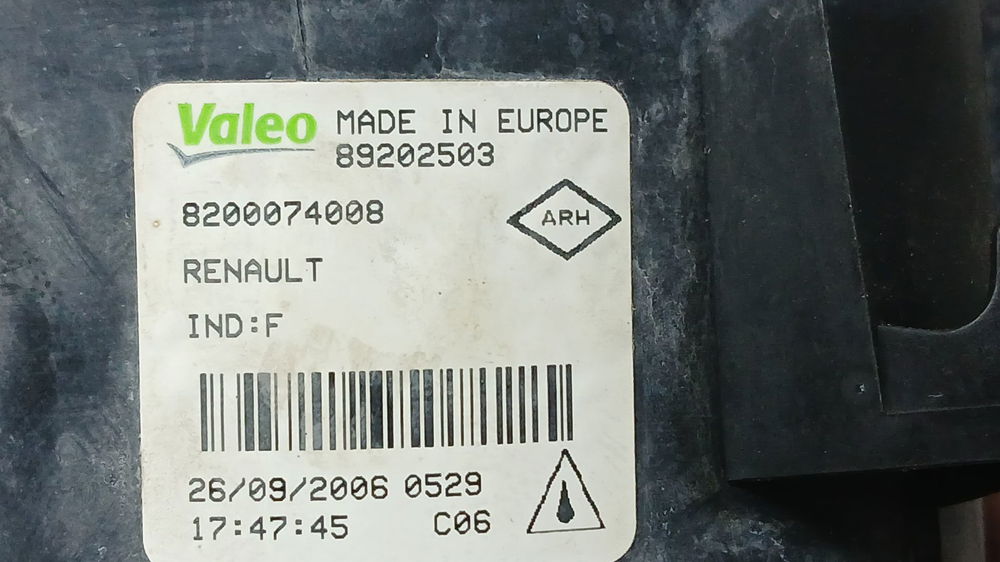 Valeo MADE IN EUROPE
89202503
8200074008
ARH
RENAULT
IND:F
26/09/2006 0529
17:47:45 C06